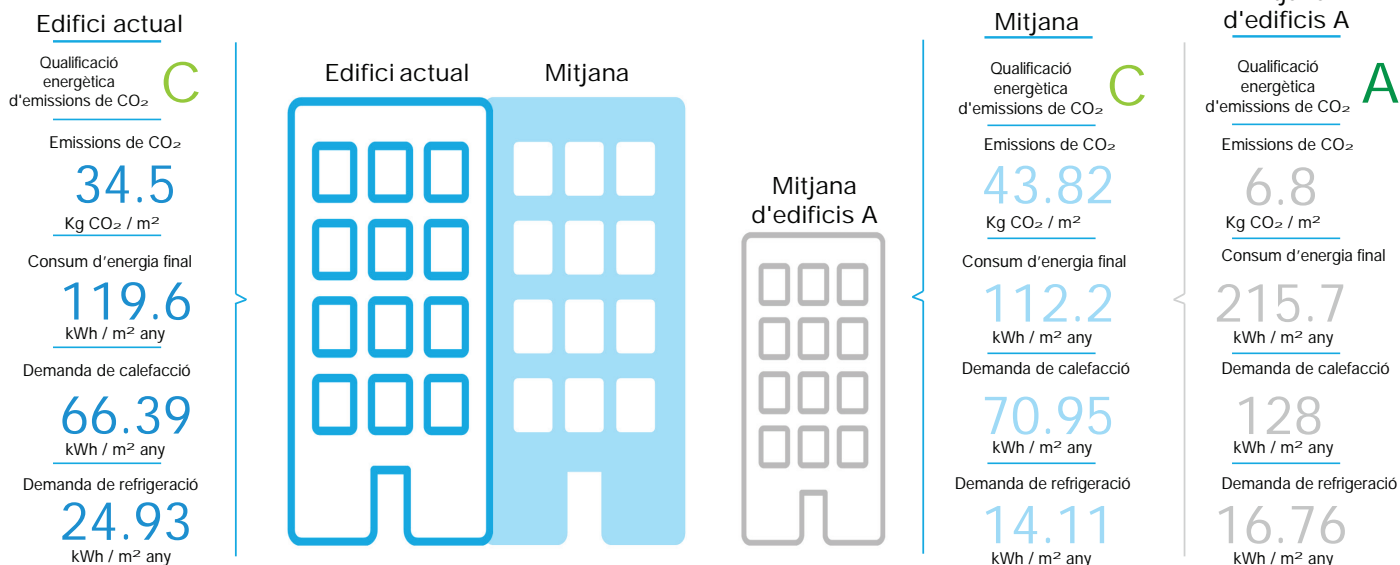 Edifici actual
Qualificació
energètica
d'emissions de CO₂
C
Emissions de CO₂
34.5
Kg CO₂ / m²
Consum d'energia final
119.6
kWh / m² any
Demanda de calefacció
66.39
kWh / m² any
Demanda de refrigeració
24.93
kWh / m² any
Edifici actual
Mitjana
Mitjana
d'edificis A
Mitjana
Qualificació
energètica
d'emissions de CO₂
C
Emissions de CO₂
43.82
Kg CO₂ / m²
Consum d'energia final
112.2
kWh / m² any
Demanda de calefacció
70.95
kWh / m² any
Demanda de refrigeració
14.11
kWh / m² any
d'edificis A
Qualificació
energètica
d'emissions de CO₂
A
Emissions de CO₂
6.8
Kg CO₂ / m²
Consum d'energia final
215.7
kWh / m² any
Demanda de calefacció
128
kWh / m² any
Demanda de refrigeració
16.76
kWh / m² any